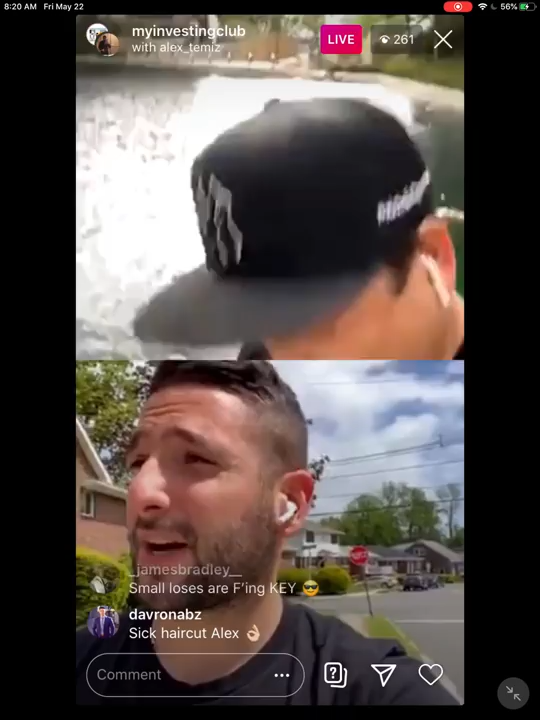 8:20 AM Fri May 22
56%
myinvestingclub
with alex_temiz
LIVE
261
_jamesbradley__
Small loses are F'ing KEY 😎
davronabz
Sick haircut Alex 👌🏻
Comment